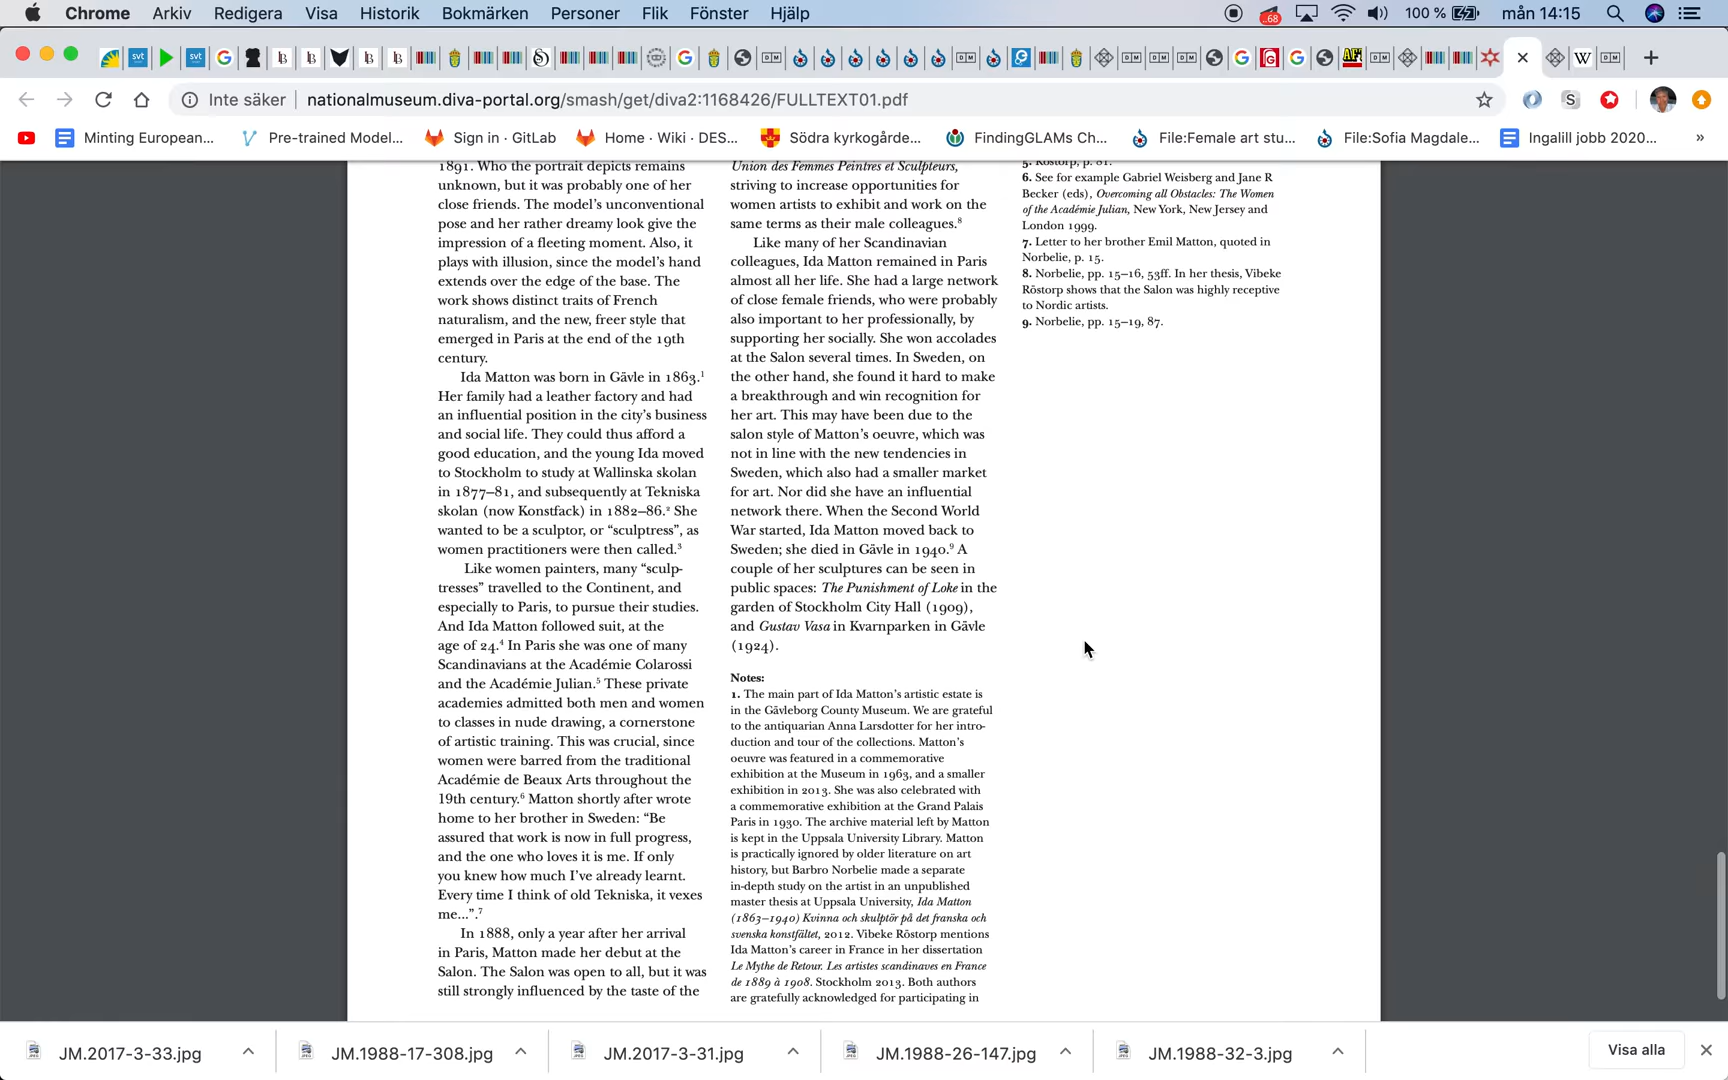 Chrome Arkiv Redigera Visa Historik Bokmärken Personer Flik Fönster Hjälp
..68 100 % mån 14:15
Inte säker nationalmuseum.diva-portal.org/smash/get/diva2:1168426/FULLTEXT01.pdf
Minting European... Pre-trained Model... Sign in · GitLab Home · Wiki · DES... Södra kyrkogårde... FindingGLAMs Ch... File:Female art stu... File:Sofia Magdale... Ingalill jobb 2020... »
1891. Who the portrait depicts remains
unknown, but it was probably one of her
close friends. The model’s unconventional
pose and her rather dreamy look give the
impression of a fleeting moment. Also, it
plays with illusion, since the model’s hand
extends over the edge of the base. The
work shows distinct traits of French
naturalism, and the new, freer style that
emerged in Paris at the end of the 19th
century.
Ida Matton was born in Gävle in 1863.¹
Her family had a leather factory and had
an influential position in the city’s business
and social life. They could thus afford a
good education, and the young Ida moved
to Stockholm to study at Wallinska skolan
in 1877–81, and subsequently at Tekniska
skolan (now Konstfack) in 1882–86.² She
wanted to be a sculptor, or “sculptress”, as
women practitioners were then called.³
Like women painters, many “sculp-
tresses” travelled to the Continent, and
especially to Paris, to pursue their studies.
And Ida Matton followed suit, at the
age of 24.⁴ In Paris she was one of many
Scandinavians at the Académie Colarossi
and the Académie Julian.⁵ These private
academies admitted both men and women
to classes in nude drawing, a cornerstone
of artistic training. This was crucial, since
women were barred from the traditional
Académie de Beaux Arts throughout the
19th century.⁶ Matton shortly after wrote
home to her brother in Sweden: “Be
assured that work is now in full progress,
and the one who loves it is me. If only
you knew how much I’ve already learnt.
Every time I think of old Tekniska, it vexes
me...”.⁷
In 1888, only a year after her arrival
in Paris, Matton made her debut at the
Salon. The Salon was open to all, but it was
still strongly influenced by the taste of the
Union des Femmes Peintres et Sculpteurs,
striving to increase opportunities for
women artists to exhibit and work on the
same terms as their male colleagues.⁸
Like many of her Scandinavian
colleagues, Ida Matton remained in Paris
almost all her life. She had a large network
of close female friends, who were probably
also important to her professionally, by
supporting her socially. She won accolades
at the Salon several times. In Sweden, on
the other hand, she found it hard to make
a breakthrough and win recognition for
her art. This may have been due to the
salon style of Matton’s oeuvre, which was
not in line with the new tendencies in
Sweden, which also had a smaller market
for art. Nor did she have an influential
network there. When the Second World
War started, Ida Matton moved back to
Sweden; she died in Gävle in 1940.⁹ A
couple of her sculptures can be seen in
public spaces: The Punishment of Loke in the
garden of Stockholm City Hall (1909),
and Gustav Vasa in Kvarnparken in Gävle
(1924).
Notes:
1. The main part of Ida Matton’s artistic estate is
in the Gävleborg County Museum. We are grateful
to the antiquarian Anna Larsdotter for her intro-
duction and tour of the collections. Matton’s
oeuvre was featured in a commemorative
exhibition at the Museum in 1963, and a smaller
exhibition in 2013. She was also celebrated with
a commemorative exhibition at the Grand Palais
Paris in 1930. The archive material left by Matton
is kept in the Uppsala University Library. Matton
is practically ignored by older literature on art
history, but Barbro Norbelie made a separate
in-depth study on the artist in an unpublished
master thesis at Uppsala University, Ida Matton
(1863–1940) Kvinna och skulptör på det franska och
svenska konstfältet, 2012. Vibeke Röstorp mentions
Ida Matton’s career in France in her dissertation
Le Mythe de Retour. Les artistes scandinaves en France
de 1889 à 1908. Stockholm 2013. Both authors
are gratefully acknowledged for participating in
5. Röstorp, p. 81.
6. See for example Gabriel Weisberg and Jane R
Becker (eds), Overcoming all Obstacles: The Women
of the Académie Julian, New York, New Jersey and
London 1999.
7. Letter to her brother Emil Matton, quoted in
Norbelie, p. 15.
8. Norbelie, pp. 15–16, 53ff. In her thesis, Vibeke
Röstorp shows that the Salon was highly receptive
to Nordic artists.
9. Norbelie, pp. 15–19, 87.
JM.2017-3-33.jpg JM.1988-17-308.jpg JM.2017-3-31.jpg JM.1988-26-147.jpg JM.1988-32-3.jpg Visa alla